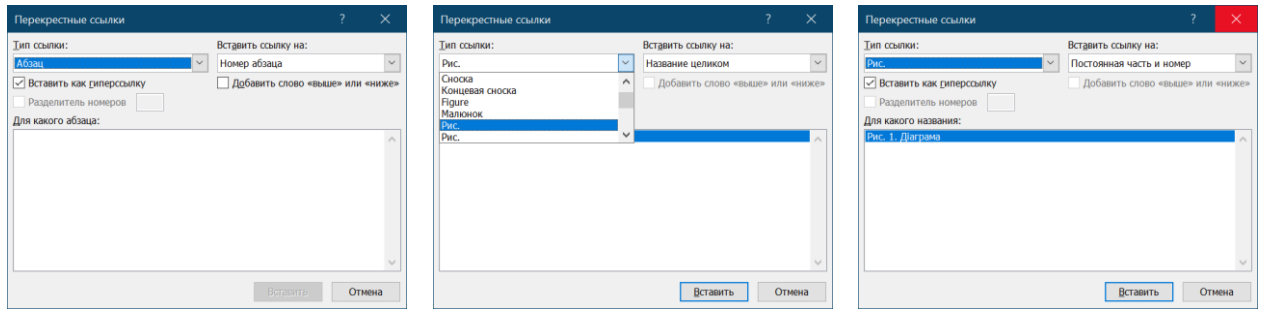 Перекрестные ссылки ?
Тип ссылки: Вставить ссылку на:
Абзац Номер абзаца
Вставить как гиперссылку Добавить слово «выше» или «ниже»
Разделитель номеров
Для какого абзаца:
Вставить Отмена
Перекрестные ссылки ?
Тип ссылки: Вставить ссылку на:
Рис. Название целиком
Сноска Добавить слово «выше» или «ниже»
Концевая сноска
Figure
Малюнок
Рис.
Рис.
Вставить Отмена
Перекрестные ссылки ?
Тип ссылки: Вставить ссылку на:
Рис. Постоянная часть и номер
Вставить как гиперссылку Добавить слово «выше» или «ниже»
Разделитель номеров
Для какого названия:
Рис. 1. Діаграма
Вставить Отмена